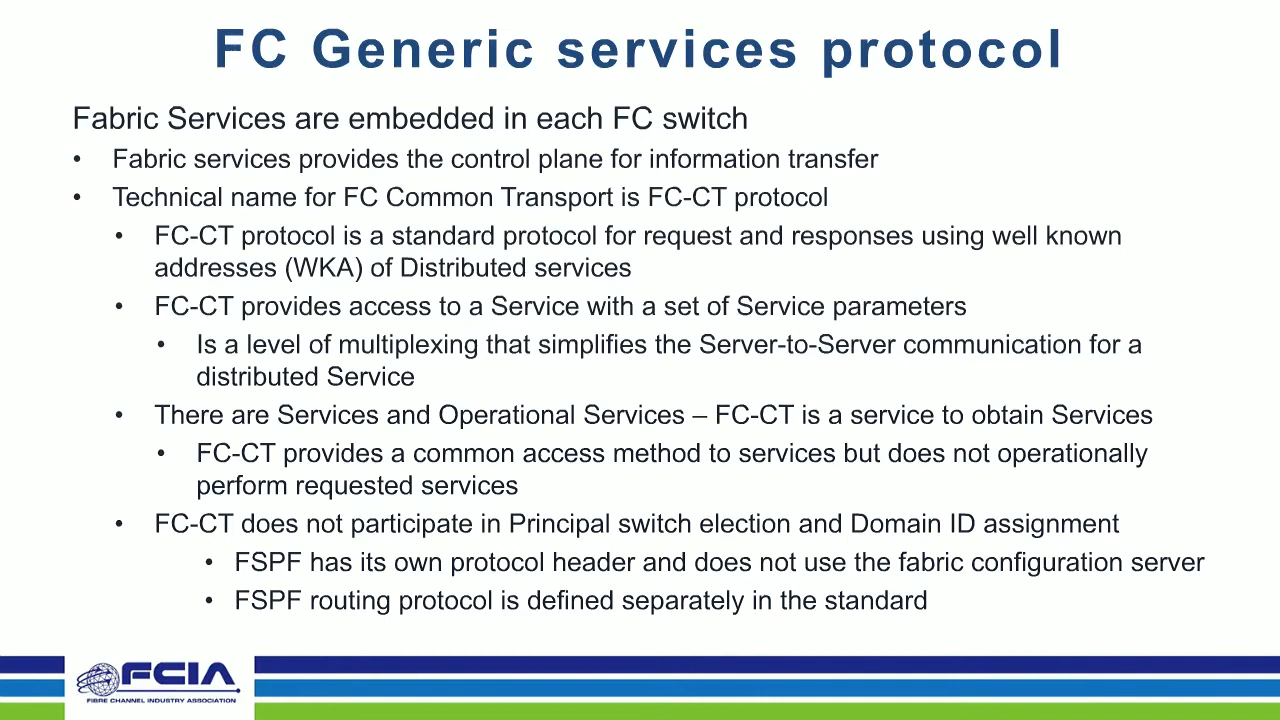 FC Generic services protocol
Fabric Services are embedded in each FC switch
• Fabric services provides the control plane for information transfer
• Technical name for FC Common Transport is FC-CT protocol
• FC-CT protocol is a standard protocol for request and responses using well known
addresses (WKA) of Distributed services
• FC-CT provides access to a Service with a set of Service parameters
• Is a level of multiplexing that simplifies the Server-to-Server communication for a
distributed Service
• There are Services and Operational Services – FC-CT is a service to obtain Services
• FC-CT provides a common access method to services but does not operationally
perform requested services
• FC-CT does not participate in Principal switch election and Domain ID assignment
• FSPF has its own protocol header and does not use the fabric configuration server
• FSPF routing protocol is defined separately in the standard
FCIA
FIBRE CHANNEL INDUSTRY ASSOCIATION